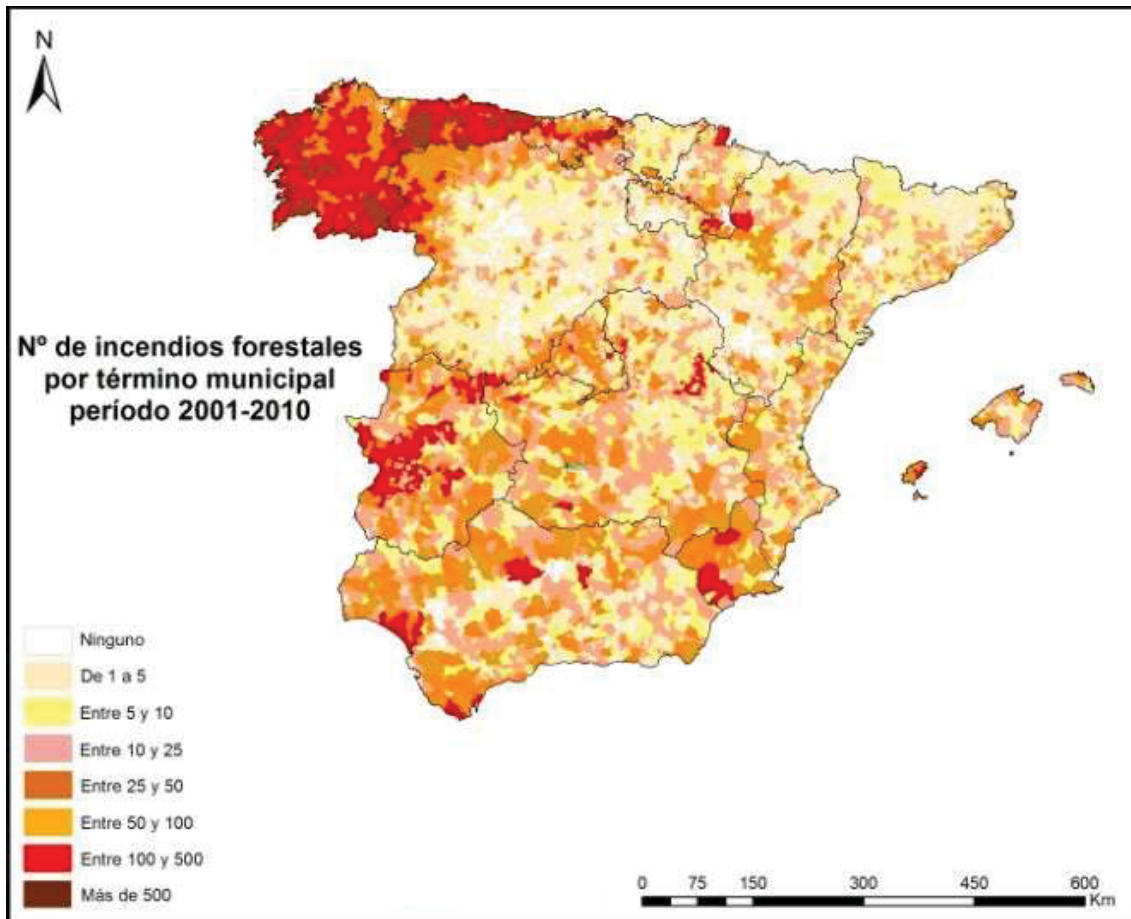 N
Nº de incendios forestales
por término municipal
período 2001-2010
Ninguno
De 1 a 5
Entre 5 y 10
Entre 10 y 25
Entre 25 y 50
Entre 50 y 100
Entre 100 y 500
Más de 500
0 75 150 300 450 600
Km